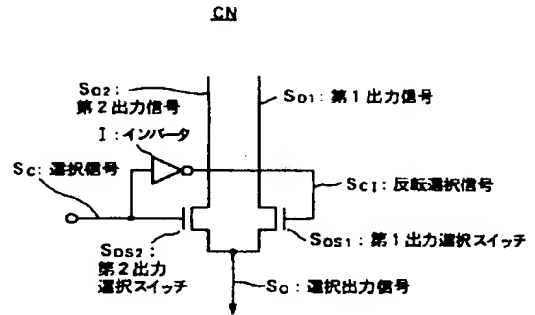 CN
SO2:
第2出力信号
SO1:第1出力信号
I:インバータ
SC:選択信号
SCI:反転選択信号
SOS2:
第2出力
選択スイッチ
SOS1:第1出力選択スイッチ
SO:選択出力信号